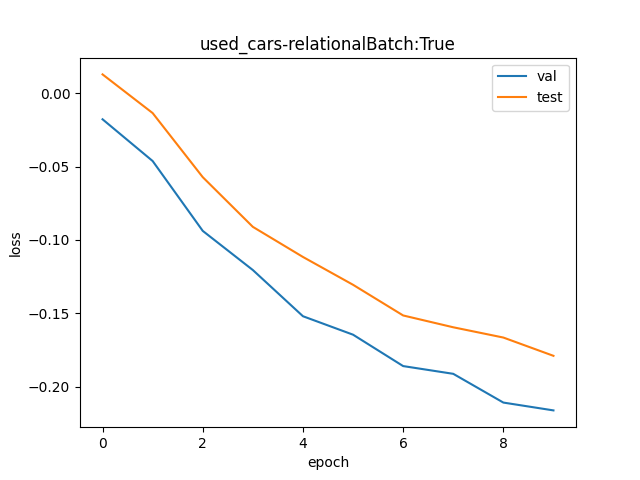 used_cars-relationalBatch:True
val
test
0.00
−0.05
−0.10
−0.15
−0.20
loss
0 2 4 6 8
epoch